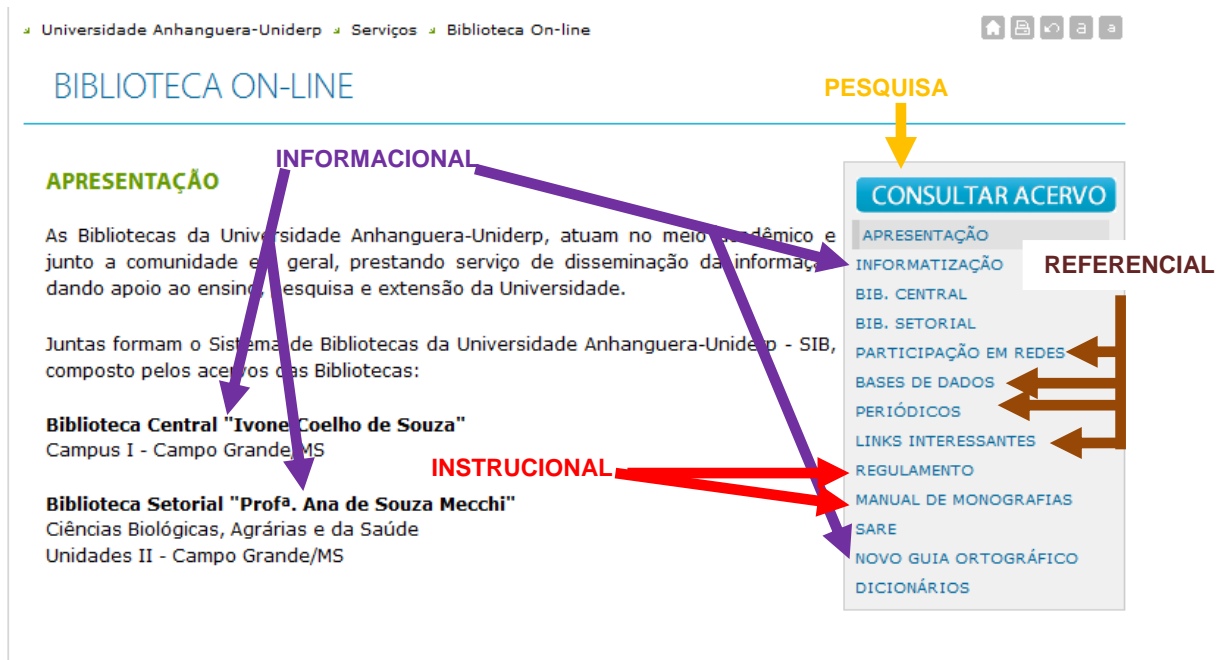 Universidade Anhanguera-Uniderp Serviços Biblioteca On-line
a a
BIBLIOTECA ON-LINE
PESQUISA
INFORMACIONAL
APRESENTAÇÃO
As Bibliotecas da Universidade Anhanguera-Uniderp, atuam no meio acadêmico e
junto a comunidade em geral, prestando serviço de disseminação da informação,
dando apoio ao ensino, pesquisa e extensão da Universidade.
Juntas formam o Sistema de Bibliotecas da Universidade Anhanguera-Uniderp - SIB,
composto pelos acervos das Bibliotecas:
Biblioteca Central "Ivone Coelho de Souza"
Campus I - Campo Grande/MS
INSTRUCIONAL
Biblioteca Setorial "Profª. Ana de Souza Mecchi"
Ciências Biológicas, Agrárias e da Saúde
Unidades II - Campo Grande/MS
CONSULTAR ACERVO
APRESENTAÇÃO
INFORMATIZAÇÃO
REFERENCIAL
BIB. CENTRAL
BIB. SETORIAL
PARTICIPAÇÃO EM REDES
BASES DE DADOS
PERIÓDICOS
LINKS INTERESSANTES
REGULAMENTO
MANUAL DE MONOGRAFIAS
SARE
NOVO GUIA ORTOGRÁFICO
DICIONÁRIOS